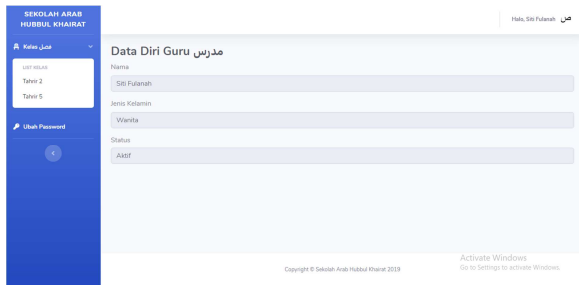 SEKOLAH ARAB
HUBBUL KHAIRAT
Halo, Siti Fulanah ص
Kelas فصل
LIST KELAS
Tahrir 2
Tahrir 5
Ubah Password
Data Diri Guru مدرس
Nama
Siti Fulanah
Jenis Kelamin
Wanita
Status
Aktif
Copyright © Sekolah Arab Hubbul Khairat 2019
Activate Windows
Go to Settings to activate Windows.